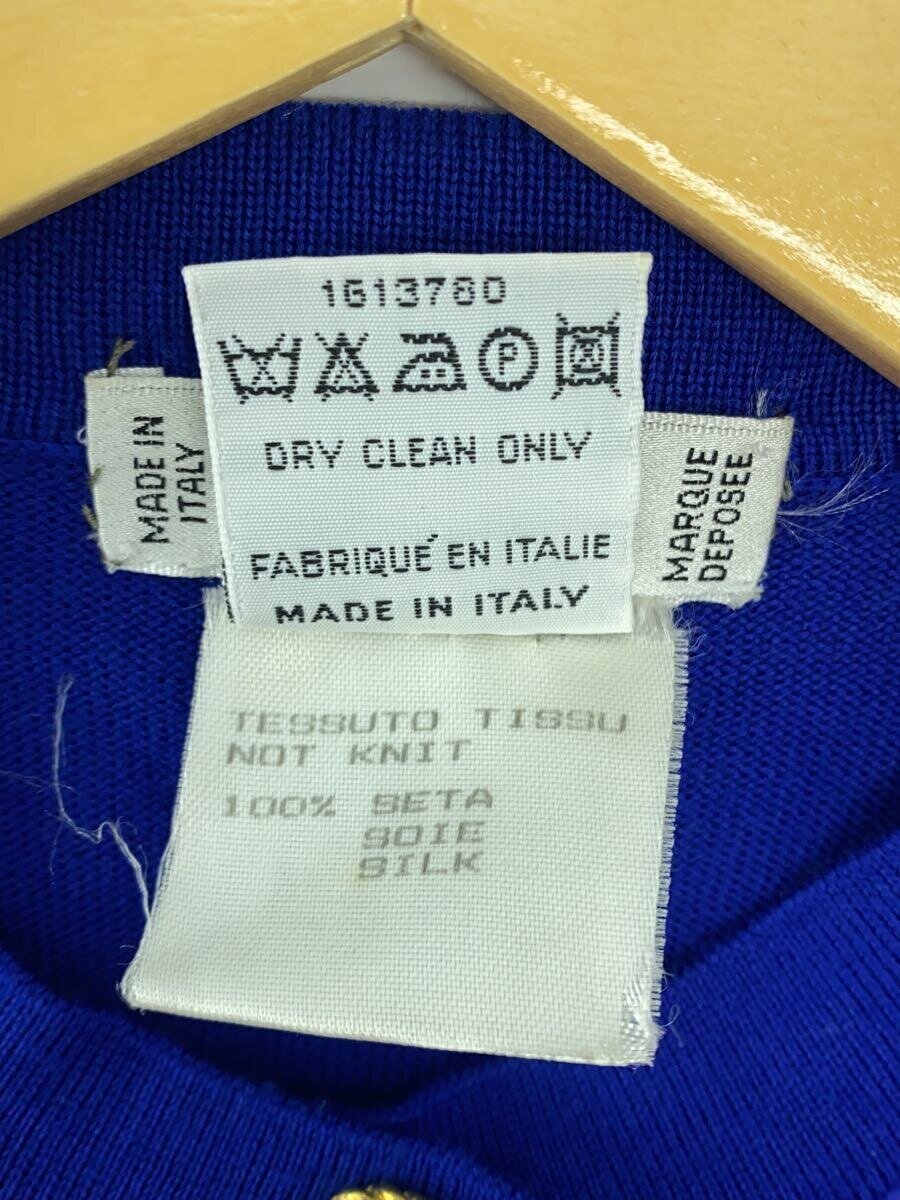 1G13780
P
DRY CLEAN ONLY
FABRIQUÉ EN ITALIE
MADE IN ITALY
MADE IN
ITALY
MARQUE
DEPOSEE
TESSUTO TISSU
NOT KNIT
100% SETA
SOIE
SILK